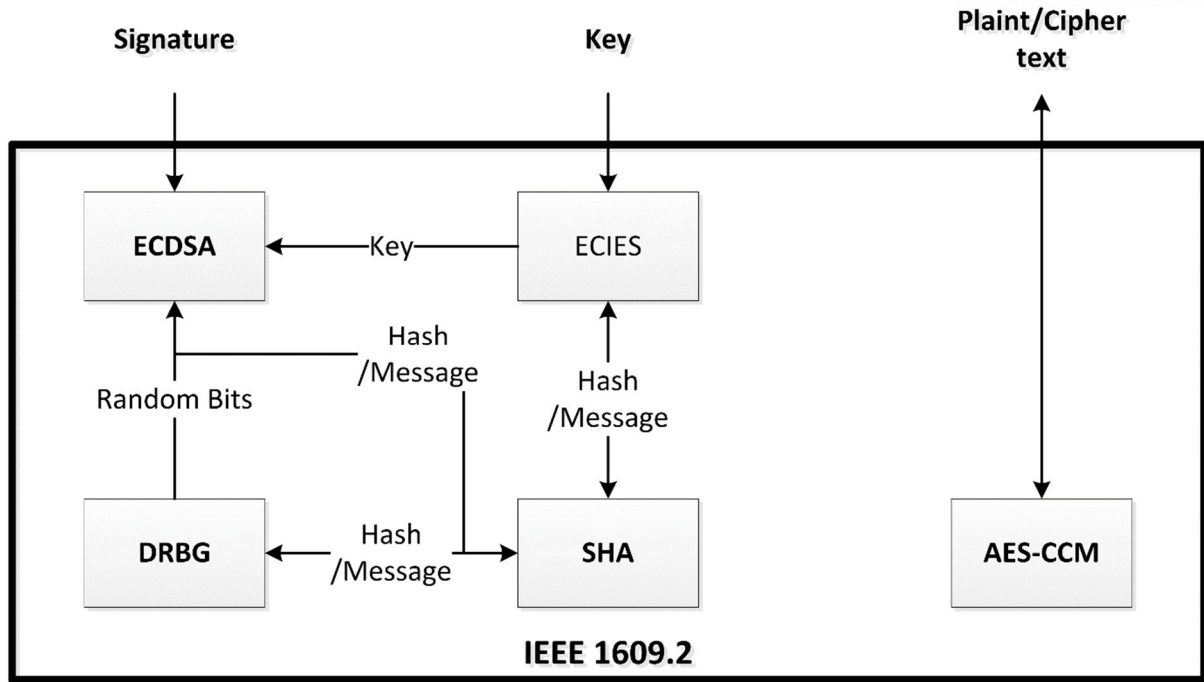 Signature
Key
Plaint/Cipher
text
ECDSA
Key
ECIES
Hash
/Message
Random Bits
Hash
/Message
DRBG
Hash
/Message
SHA
AES-CCM
IEEE 1609.2